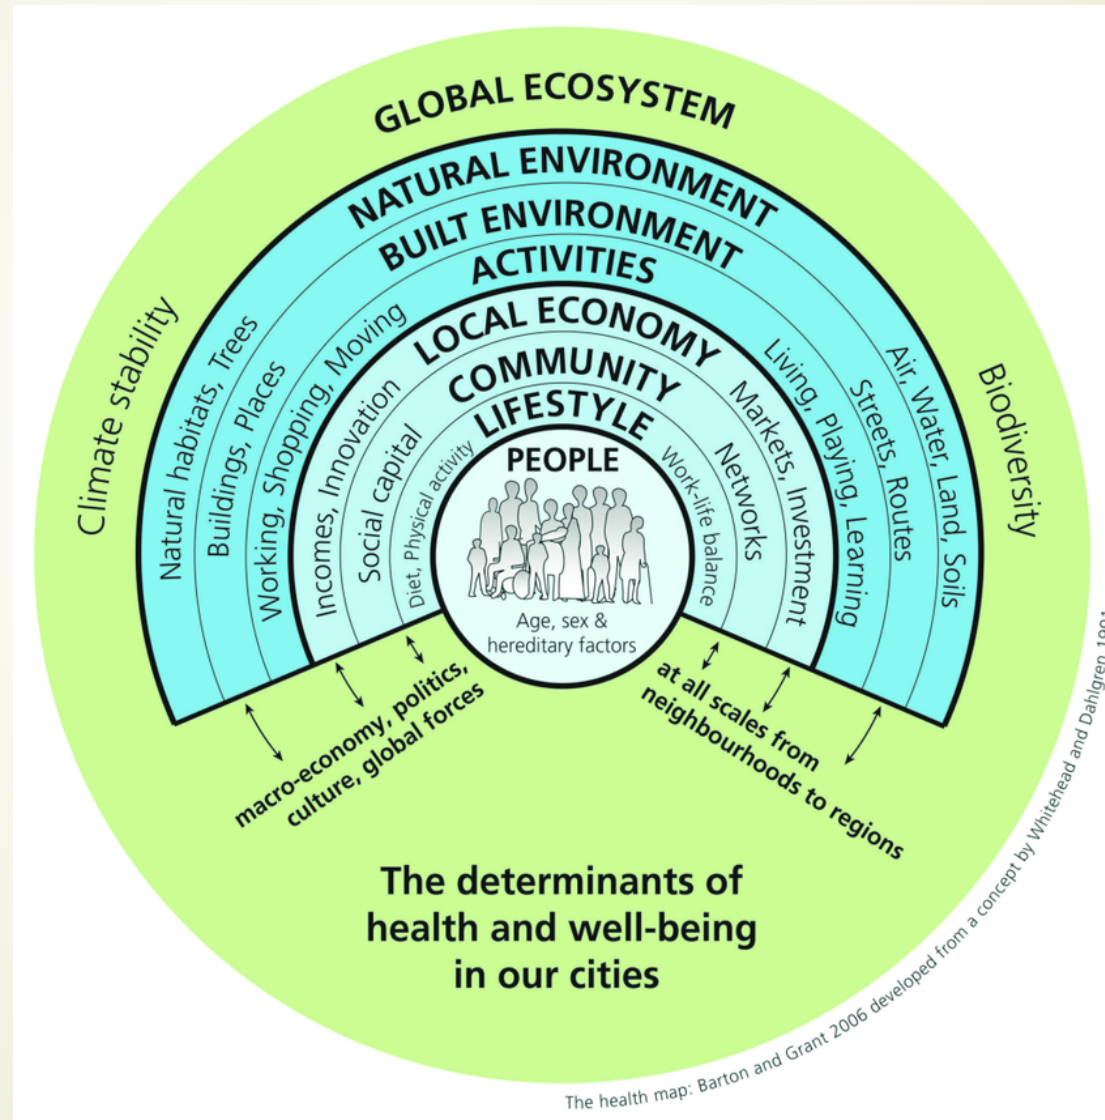 GLOBAL ECOSYSTEM
NATURAL ENVIRONMENT
BUILT ENVIRONMENT
ACTIVITIES
LOCAL ECONOMY
COMMUNITY
LIFESTYLE
PEOPLE
Age, sex &
hereditary factors
Climate stability
Natural habitats, Trees
Buildings, Places
Working, Shopping, Moving
Incomes, Innovation
Social capital
Diet, Physical activity
Work-life balance
Networks
Markets, Investment
Living, Playing, Learning
Streets, Routes
Air, Water, Land, Soils
Biodiversity
macro-economy, politics,
culture, global forces
at all scales from
neighbourhoods to regions
The determinants of
health and well-being
in our cities
The health map: Barton and Grant 2006 developed from a concept by Whitehead and Dahlgren 1991